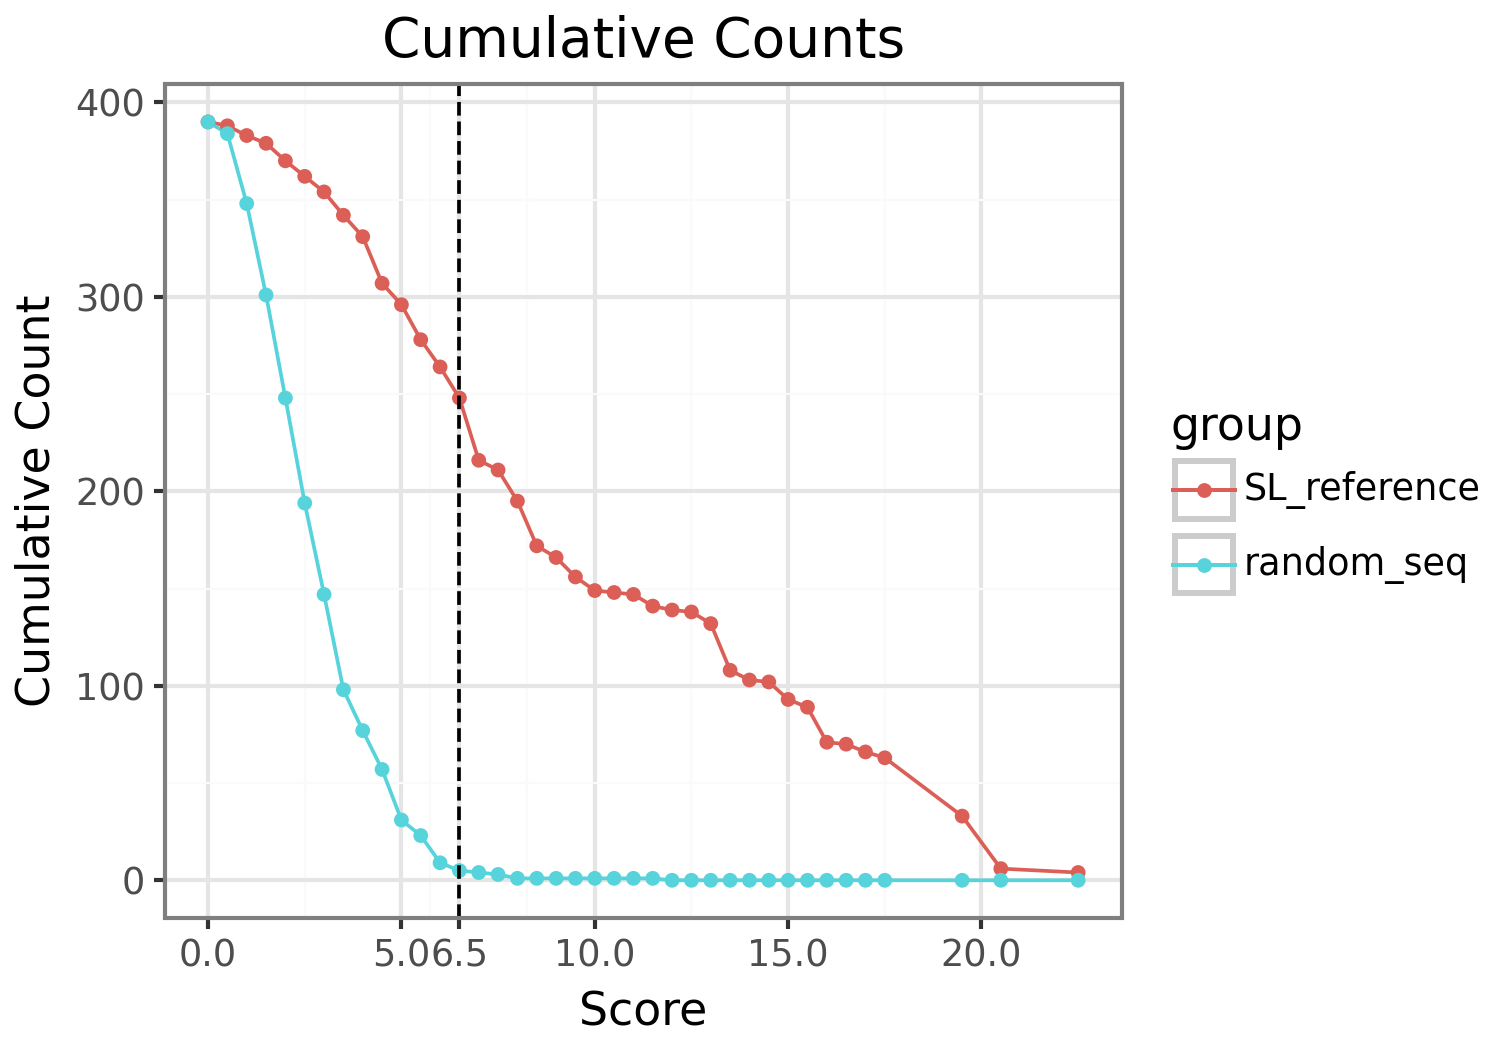 Cumulative Counts
Cumulative Count
400
300
200
100
0
0.0 5.0 6.5 10.0 15.0 20.0
Score
group
SL_reference
random_seq